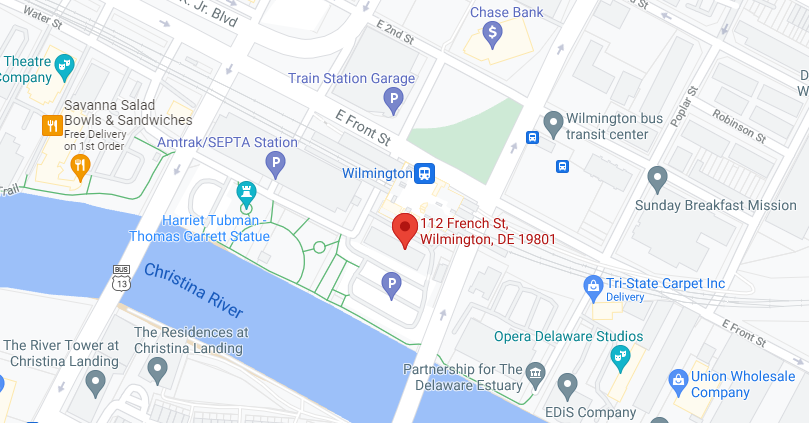 Water St
K. Jr. Blvd
Chase Bank
E 2nd St
Theatre
Company
Train Station Garage
P
D
W
Savanna Salad
Bowls & Sandwiches
Free Delivery
on 1st Order
E Front St
Wilmington bus
transit center
Poplar St
Robinson St
Amtrak/SEPTA Station
P
Wilmington
Trail
Harriet Tubman -
Thomas Garrett Statue
Sunday Breakfast Mission
112 French St,
Wilmington, DE 19801
BUS
13
Christina River
P
Tri-State Carpet Inc
Delivery
E Front St
The River Tower at
Christina Landing
The Residences at
Christina Landing
Opera Delaware Studios
Partnership for The
Delaware Estuary
EDiS Company
Union Wholesale
Company